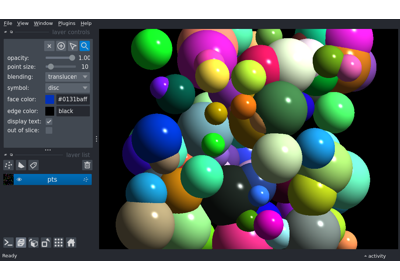 File View Window Plugins Help
layer controls
opacity: 1.00
point size: 10
blending: translucen
symbol: disc
face color: #0131baff
edge color: black
display text:
out of slice:
layer list
pts
Ready
activity